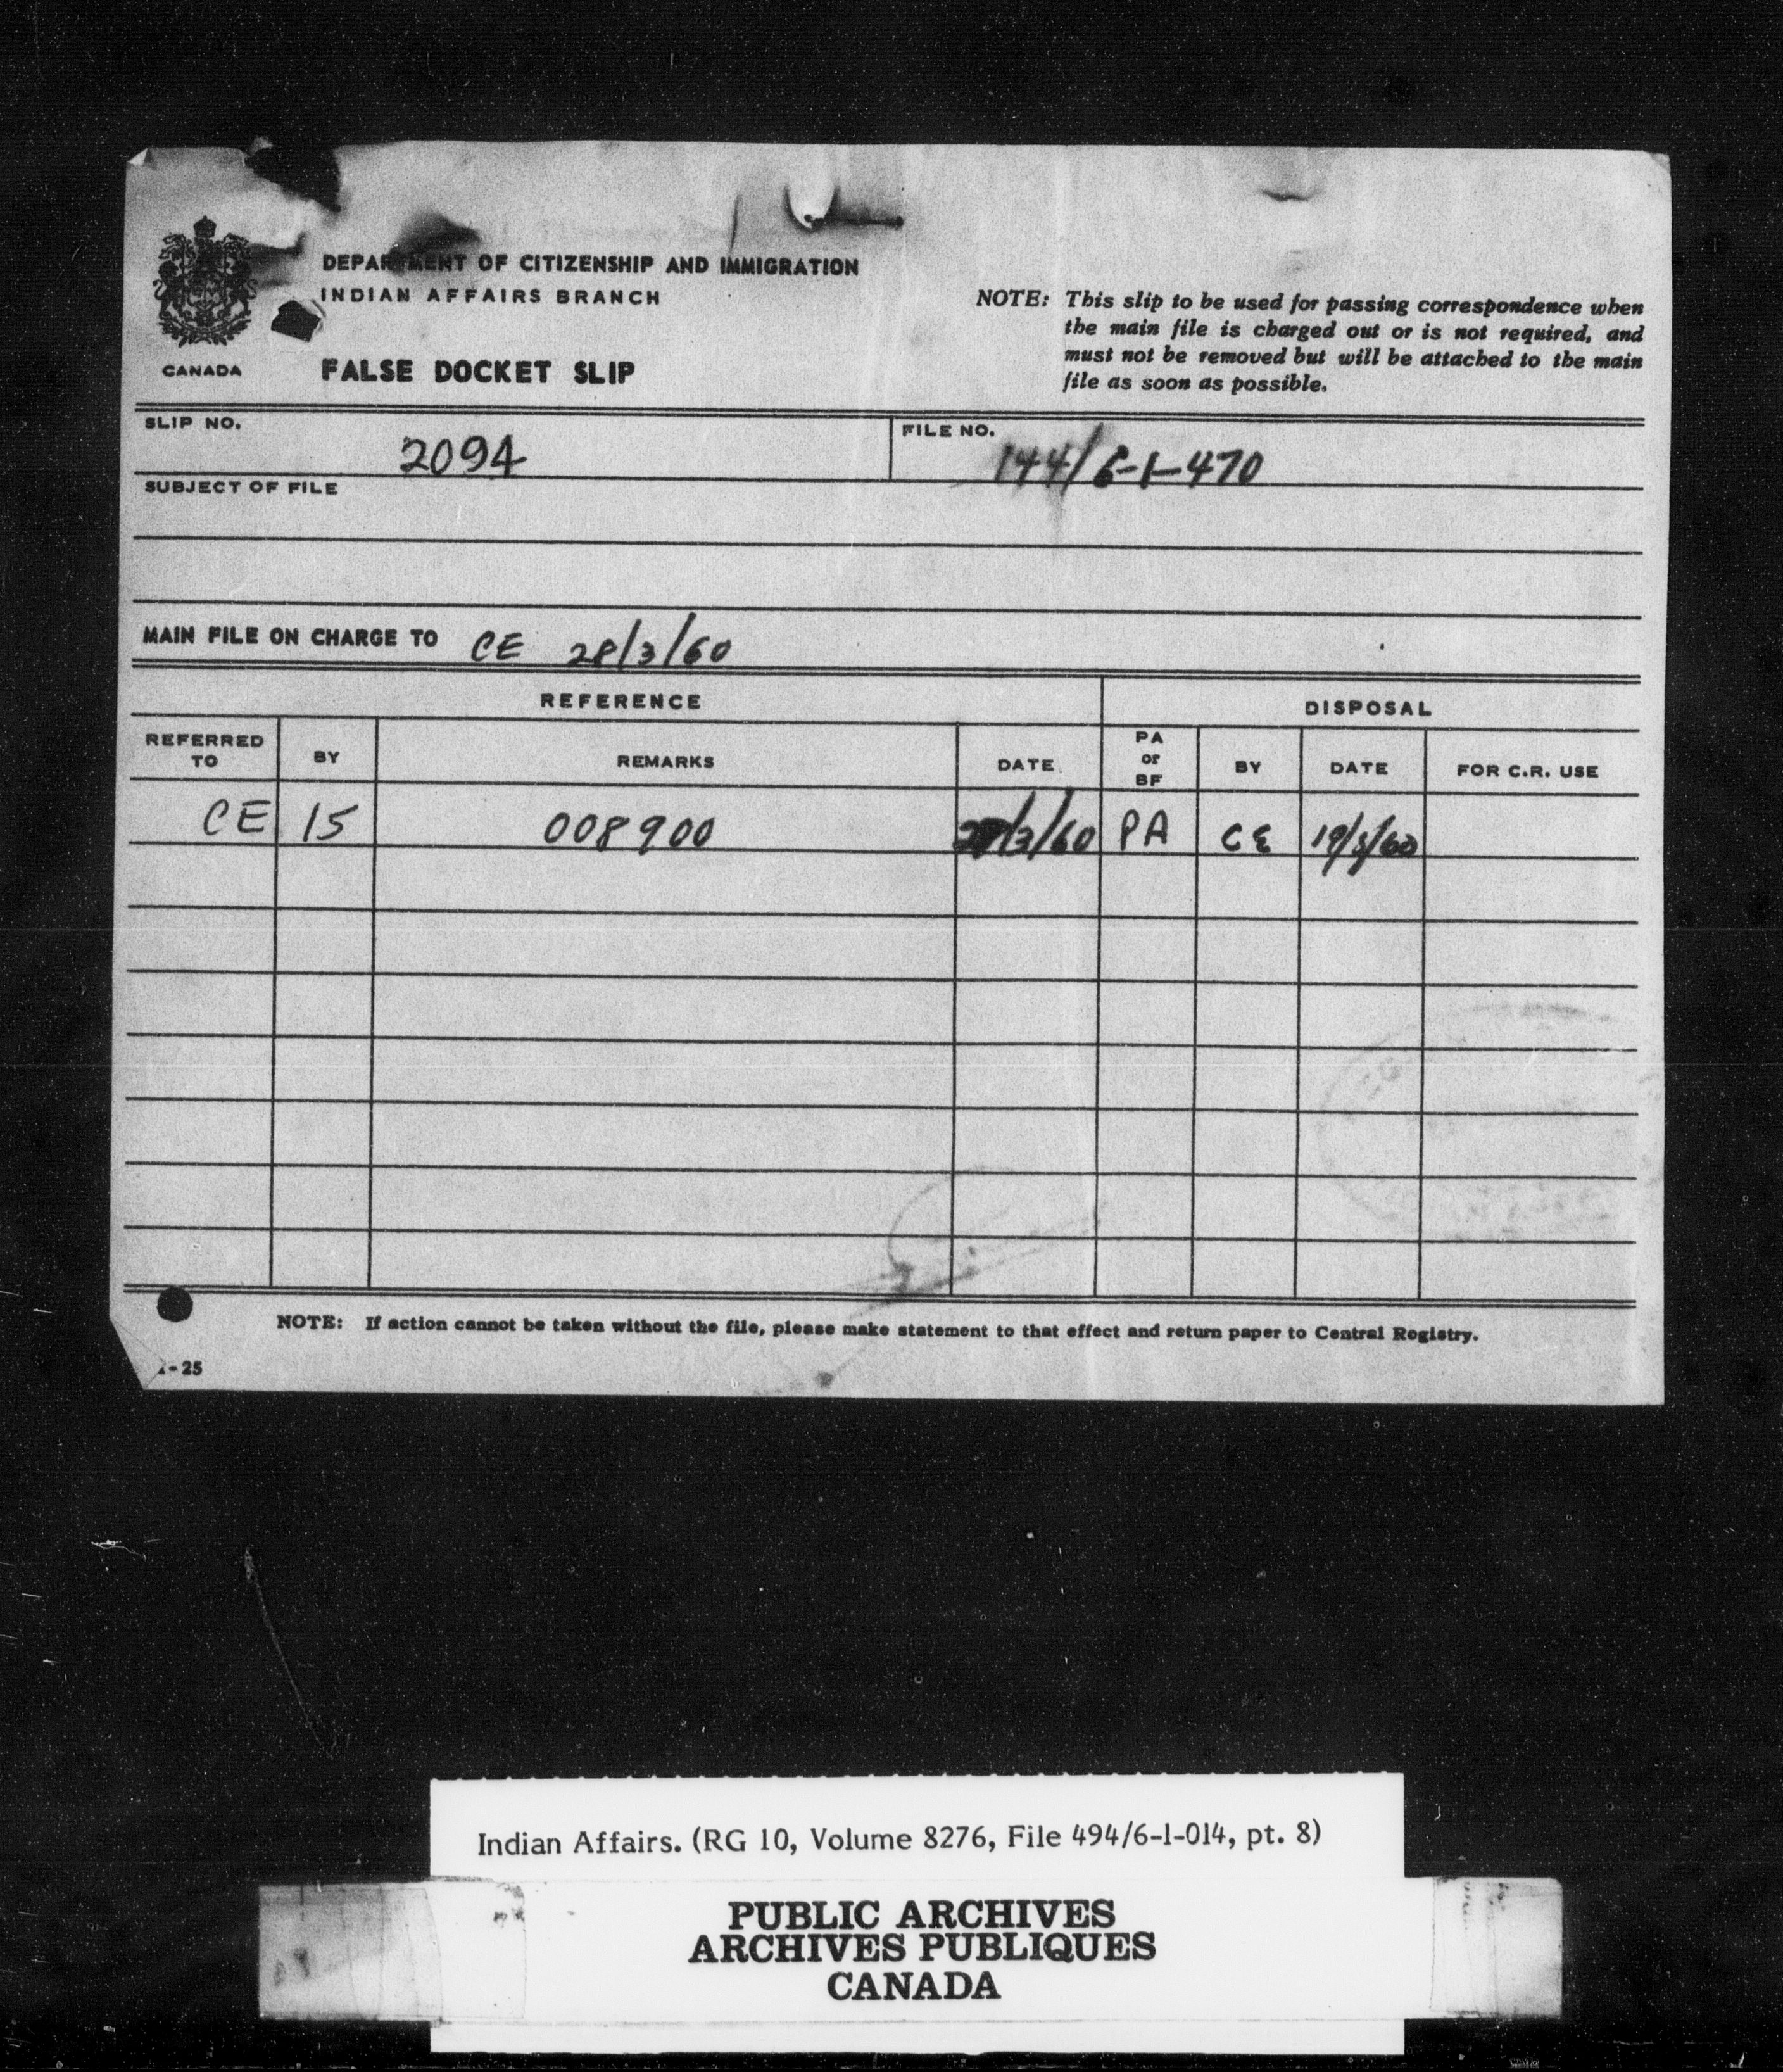 DEPARTMENT OF CITIZENSHIP AND IMMIGRATION
INDIAN AFFAIRS BRANCH
CANADA
FALSE DOCKET SLIP
NOTE: This slip to be used for passing correspondence when
the main file is charged out or is not required, and
must not be removed but will be attached to the main
file as soon as possible.
SLIP NO. 2094
FILE NO. 144/6-1-470
SUBJECT OF FILE
MAIN FILE ON CHARGE TO CE 28/3/60
REFERENCE DISPOSAL
REFERRED TO BY REMARKS DATE PA or BF BY DATE FOR C.R. USE
CE 15 008900 /3/60 PA CE 19/5/60
NOTE: If action cannot be taken without the file, please make statement to that effect and return paper to Central Registry.
-25
Indian Affairs. (RG 10, Volume 8276, File 494/6-1-014, pt. 8)
PUBLIC ARCHIVES
ARCHIVES PUBLIQUES
CANADA